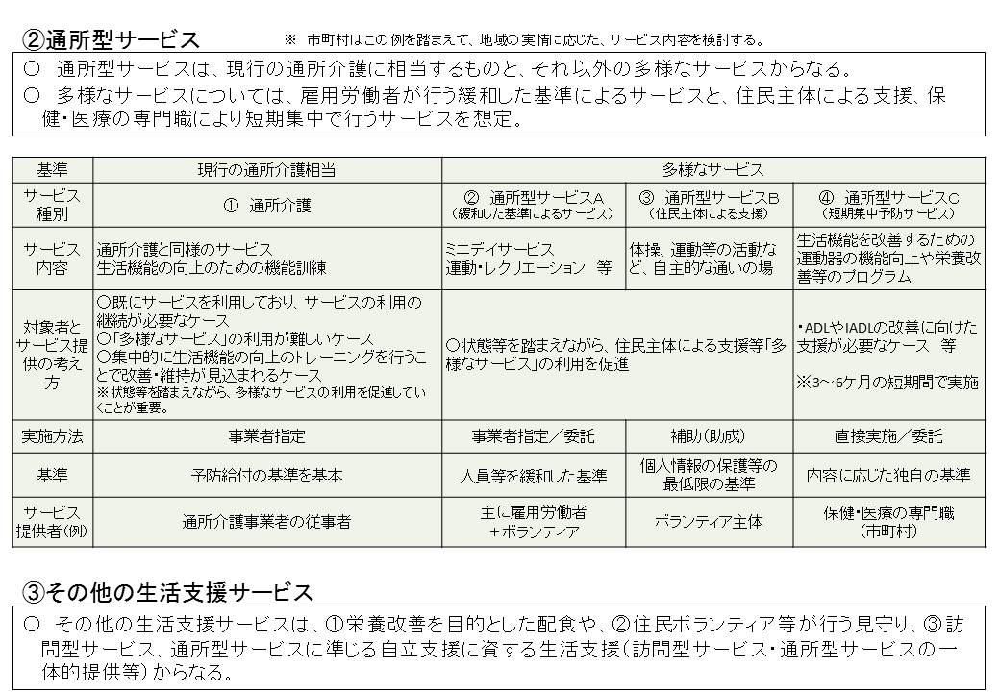 ②通所型サービス
※ 市町村はこの例を踏まえて、地域の実情に応じた、サービス内容を検討する。
○ 通所型サービスは、現行の通所介護に相当するものと、それ以外の多様なサービスからなる。
○ 多様なサービスについては、雇用労働者が行う緩和した基準によるサービスと、住民主体による支援、保
健・医療の専門職により短期集中で行うサービスを想定。
基準
現行の通所介護相当
多様なサービス
サービス
種別
① 通所介護
② 通所型サービスA
(緩和した基準によるサービス)
③ 通所型サービスB
(住民主体による支援)
④ 通所型サービスC
(短期集中予防サービス)
サービス
内容
通所介護と同様のサービス
生活機能の向上のための機能訓練
ミニデイサービス
運動・レクリエーション 等
体操、運動等の活動な
ど、自主的な通いの場
生活機能を改善するための
運動器の機能向上や栄養改
善等のプログラム
対象者と
サービス提
供の考え
方
○既にサービスを利用しており、サービスの利用の
継続が必要なケース
○「多様なサービス」の利用が難しいケース
○集中的に生活機能の向上のトレーニングを行うこ
とで改善・維持が見込まれるケース
※状態等を踏まえながら、多様なサービスの利用を促進してい
くことが重要。
○状態等を踏まえながら、住民主体による支援等「多
様なサービス」の利用を促進
・ADLやIADLの改善に向けた
支援が必要なケース 等
※3～6ケ月の短期間で実施
実施方法
事業者指定
事業者指定／委託
補助(助成)
直接実施／委託
基準
予防給付の基準を基本
人員等を緩和した基準
個人情報の保護等の
最低限の基準
内容に応じた独自の基準
サービス
提供者(例)
通所介護事業者の従事者
主に雇用労働者
＋ボランティア
ボランティア主体
保健・医療の専門職
(市町村)
③その他の生活支援サービス
○ その他の生活支援サービスは、①栄養改善を目的とした配食や、②住民ボランティア等が行う見守り、③訪
問型サービス、通所型サービスに準じる自立支援に資する生活支援(訪問型サービス・通所型サービスの一
体的提供等)からなる。